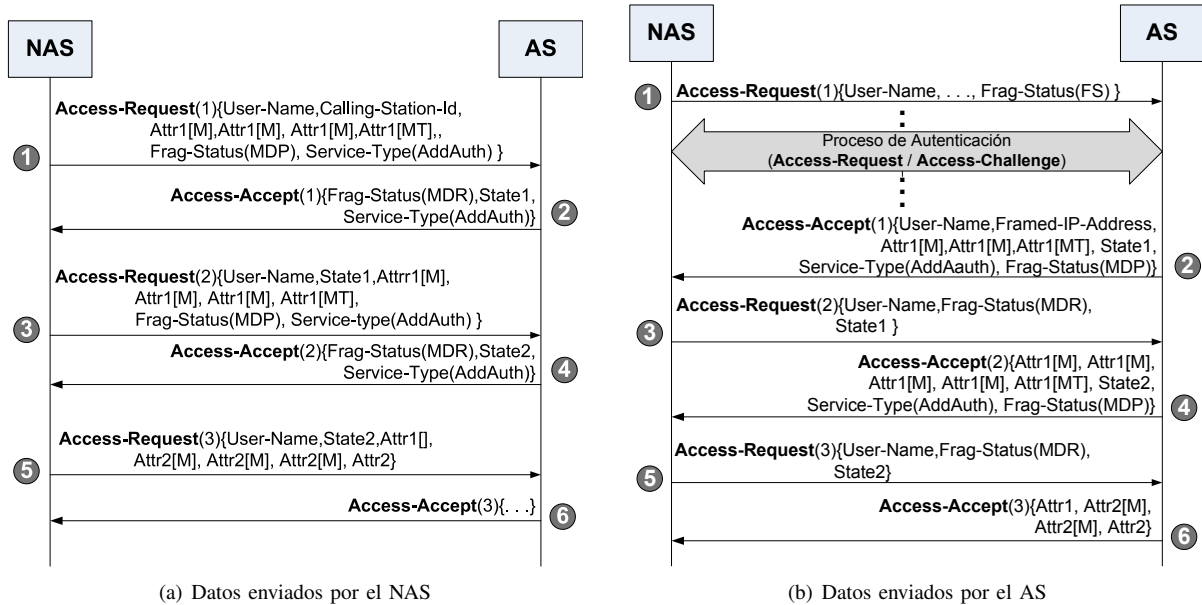 NAS
AS
Access-Request(1){User-Name,Calling-Station-Id,
Attr1[M],Attr1[M], Attr1[M],Attr1[MT],,
Frag-Status(MDP), Service-Type(AddAuth) }
1
Access-Accept(1){Frag-Status(MDR),State1,
Service-Type(AddAuth)}
2
Access-Request(2){User-Name,State1,Attrr1[M],
Attr1[M], Attr1[M], Attr1[MT],
Frag-Status(MDP), Service-type(AddAuth) }
3
Access-Accept(2){Frag-Status(MDR),State2,
Service-Type(AddAuth)}
4
Access-Request(3){User-Name,State2,Attr1[],
Attr2[M], Attr2[M], Attr2[M], Attr2}
5
Access-Accept(3){. . .}
6
(a) Datos enviados por el NAS
NAS
AS
1
Access-Request(1){User-Name, . . ., Frag-Status(FS) }
Proceso de Autenticación
(Access-Request / Access-Challenge)
Access-Accept(1){User-Name,Framed-IP-Address,
Attr1[M],Attr1[M],Attr1[MT], State1,
Service-Type(AddAauth), Frag-Status(MDP)}
2
Access-Request(2){User-Name,Frag-Status(MDR),
State1 }
3
Access-Accept(2){Attr1[M], Attr1[M],
Attr1[M], Attr1[M], Attr1[MT], State2,
Service-Type(AddAuth), Frag-Status(MDP)}
4
Access-Request(3){User-Name,Frag-Status(MDR),
State2}
5
Access-Accept(3){Attr1, Attr2[M],
Attr2[M], Attr2}
6
(b) Datos enviados por el AS